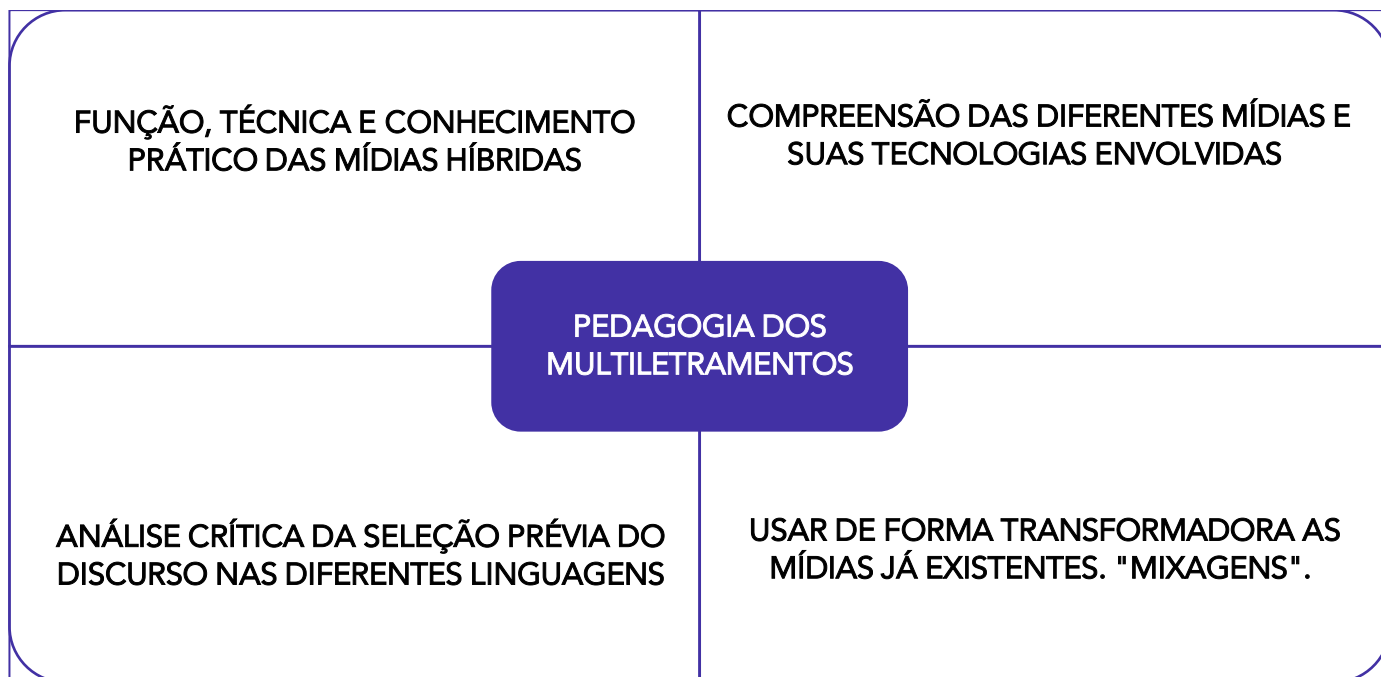 FUNÇÃO, TÉCNICA E CONHECIMENTO
PRÁTICO DAS MÍDIAS HÍBRIDAS
COMPREENSÃO DAS DIFERENTES MÍDIAS E
SUAS TECNOLOGIAS ENVOLVIDAS
PEDAGOGIA DOS
MULTILETRAMENTOS
ANÁLISE CRÍTICA DA SELEÇÃO PRÉVIA DO
DISCURSO NAS DIFERENTES LINGUAGENS
USAR DE FORMA TRANSFORMADORA AS
MÍDIAS JÁ EXISTENTES. "MIXAGENS".